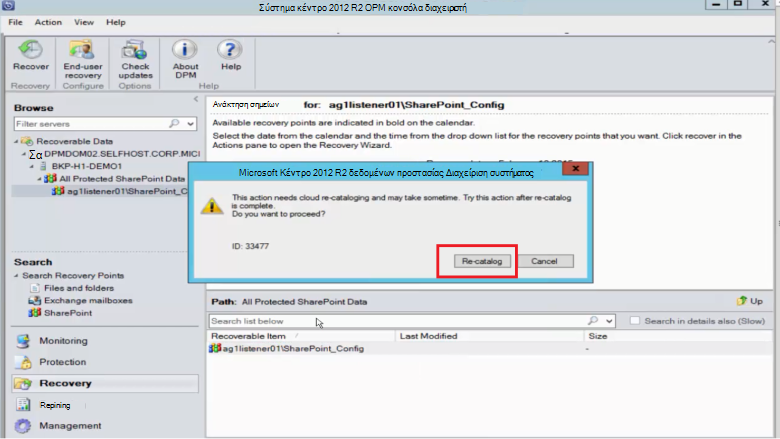 Σύστημα κέντρο 2012 R2 OPM κονσόλα διαχειριστή
File Action View Help
Recover
End-user recovery
Check updates
About DPM
Help
Recovery Configure Options Help
Browse
Filter servers
Recoverable Data
Σα DPMDOM02.SELFHOST.CORP.MICI
BKP-H1-DEMO1
All Protected SharePoint Data
ag1listener01\SharePoint_C
Search
Search Recovery Points
Files and folders
Exchange mailboxes
SharePoint
Monitoring
Protection
Recovery
Repining
Management
Ανάκτηση σημείων for: ag1listener01\SharePoint_Config
Available recovery points are indicated in bold on the calendar.
Select the date from the calendar and the time from the drop down list for the recovery points that you want. Click recover in the
Actions pane to open the Recovery Wizard.
Microsoft Κέντρο 2012 R2 δεδομένων προστασίας Διαχείριση συστήματος
This action needs cloud re-cataloging and may take sometime. Try this action after re-catalog
is complete.
Do you want to proceed?
ID: 33477
Re-catalog Cancel
Path: All Protected SharePoint Data Up
Search list below Search in details also (Slow)
Recoverable Item / Last Modified Size
ag1listener01\SharePoint_Config -